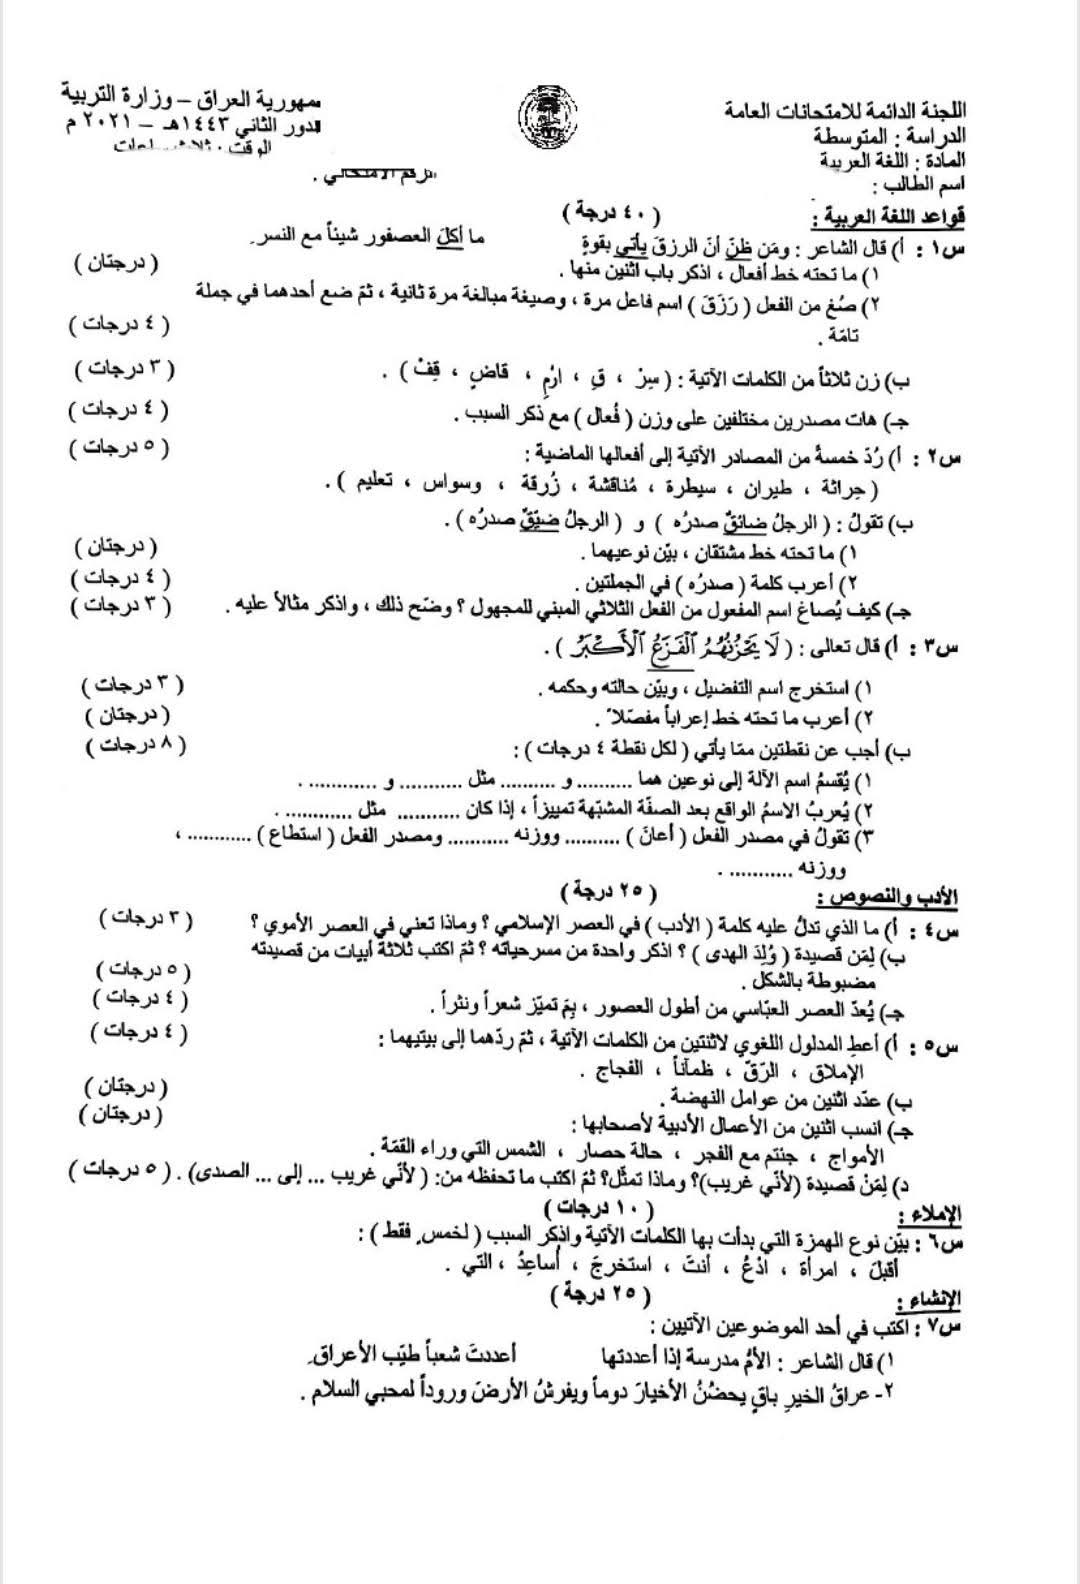 اللجنة الدائمة للامتحانات العامة
الدراسة : المتوسطة
المادة : اللغة العربية
اسم الطالب :
جمهورية العراق – وزارة التربية
الدور الثاني ١٤٤٣هـ – ٢٠٢١ م
الوقت : ثلاث ساعات
الرقم الامتحاني .
قواعد اللغة العربية : ( ٤٠ درجة )
س١ : أ) قال الشاعر : ومَن ظنَّ أنَ الرزقَ يأتي بقوةٍ ما أكلَ العصفور شيئاً مع النسر.
١) ما تحته خط أفعال ، اذكر باب اثنين منها . ( درجتان )
٢) صُغ من الفعل ( رَزَقَ ) اسم فاعل مرة ، وصيغة مبالغة مرة ثانية ، ثمّ ضع أحدهما في جملة
تامّة . ( ٤ درجات )
ب) زن ثلاثاً من الكلمات الآتية : ( سِرْ ، قِ ، ارْمِ ، قاضٍ ، قِفْ ) . ( ٣ درجات )
جـ) هات مصدرين مختلفين على وزن ( فُعال ) مع ذكر السبب . ( ٤ درجات )
س٢ : أ) رُدّ خمسةً من المصادر الآتية إلى أفعالها الماضية : ( ٥ درجات )
( حِراثة ، طيران ، سيطرة ، مُناقشة ، زُرقة ، وسواس ، تعليم ) .
ب) تقولُ : ( الرجلُ ضائقٌ صدرُه ) و ( الرجلُ ضيّقٌ صدرُه ) .
١) ما تحته خط مشتقان ، بيّن نوعيهما . ( درجتان )
٢) أعرب كلمة ( صدرُه ) في الجملتين . ( ٤ درجات )
جـ) كيف يُصاغ اسم المفعول من الفعل الثلاثي المبني للمجهول ؟ وضّح ذلك ، واذكر مثالاً عليه . ( ٣ درجات )
س٣ : أ) قال تعالى : ( لَا يَحْزُنُهُمُ ٱلْفَزَعُ ٱلْأَكْبَرُ ) .
١) استخرج اسم التفضيل ، وبيّن حالته وحكمه . ( ٣ درجات )
٢) أعرب ما تحته خط إعراباً مفصّلاً . ( درجتان )
ب) أجب عن نقطتين ممّا يأتي ( لكل نقطة ٤ درجات ) : ( ٨ درجات )
١) يُقسمُ اسم الآلة إلى نوعين هما .......... و .......... مثل ........... و ............ .
٢) يُعربُ الاسمُ الواقع بعد الصفّة المشبّهة تمييزاً ، إذا كان ........... مثل ............ .
٣) تقولُ في مصدر الفعل ( أعانَ ) .......... ووزنه ........... ومصدر الفعل ( استطاع ) ............ ،
ووزنه ............ .
الأدب والنصوص : ( ٢٥ درجة )
س٤ : أ) ما الذي تدلُ عليه كلمة ( الأدب ) في العصر الإسلامي ؟ وماذا تعني في العصر الأموي ؟ ( ٣ درجات )
ب) لِمَن قصيدة ( وُلِدَ الهدى ) ؟ اذكر واحدة من مسرحياته ؟ ثمّ اكتب ثلاثة أبيات من قصيدته
مضبوطة بالشكل . ( ٥ درجات )
جـ) يُعدّ العصر العبّاسي من أطول العصور ، بِمَ تميّز شعراً ونثراً . ( ٤ درجات )
س٥ : أ) أعطِ المدلول اللغوي لاثنتين من الكلمات الآتية ، ثمّ ردّهما إلى بيتيهما : ( ٤ درجات )
الإملاق ، الرّقّ ، ظمآناً ، الفجاج .
ب) عدّد اثنين من عوامل النهضة . ( درجتان )
جـ) انسب اثنين من الأعمال الأدبية لأصحابها : ( درجتان )
الأمواج ، جئتم مع الفجر ، حالة حصار ، الشمس التي وراء القمّة .
د) لِمَنْ قصيدة (لأنّي غريب)؟ وماذا تمثّل؟ ثمّ اكتب ما تحفظه من: ( لأنّي غريب ... إلى ... الصدى) . ( ٥ درجات )
الإملاء : ( ١٠ درجات )
س٦ : بيّن نوع الهمزة التي بدأت بها الكلمات الآتية واذكر السبب ( لخمسٍ فقط ) :
أقبلَ ، امرأة ، ادْعُ ، أنتَ ، استخرجَ ، أُساعِدُ ، التي .
الإنشاء : ( ٢٥ درجة )
س٧ : اكتب في أحد الموضوعين الآتيين :
١) قال الشاعر : الأمُ مدرسة إذا أعددتها أعددتَ شعباً طيّب الأعراقِ.
٢- عراقُ الخيرِ باقٍ يحضُنُ الأخيارَ دوماً ويفرشُ الأرضَ وروداً لمحبي السلام .